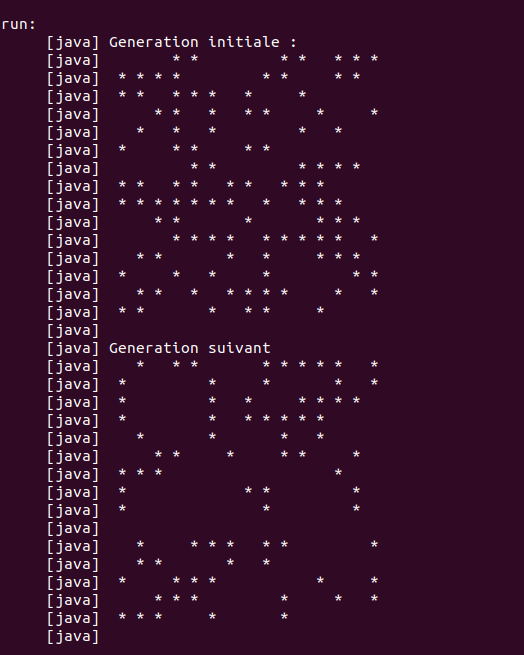 run:
     [java] Generation initiale :
     [java]        * *         * *   * * *
     [java]  * * * *         * *     * *
     [java]  * *   * * *   *     *
     [java]      * *   *   * *     *     *
     [java]    *   *   *         *   *
     [java]  *     * *     * *
     [java]          * *         * * * *
     [java]  * *   * *   * *   * * *
     [java]  * * * * * * *   *   * * *
     [java]      * *       *       * * *
     [java]        * * * *   * * * * *   *
     [java]    * *       *   *     * * *
     [java]  *     *   *     *         * *
     [java]    * *   *   * * * *     *   *
     [java]  * *       *   * *     *
     [java]
     [java] Generation suivant
     [java]    *   * *       * * * * *   *
     [java]  *         *     *       *   *
     [java]  *         *   *     * * * *
     [java]  *         *   * * * * *
     [java]    *       *       *   *
     [java]      * *     *     * *     *
     [java]  * * *                   *
     [java]  *             * *         *
     [java]  *               *         *
     [java]
     [java]    *     * * *   * *         *
     [java]    * *       *   *
     [java]  *     * * *           *     *
     [java]      * * *         *     *   *
     [java]  * * *     *       *
     [java]